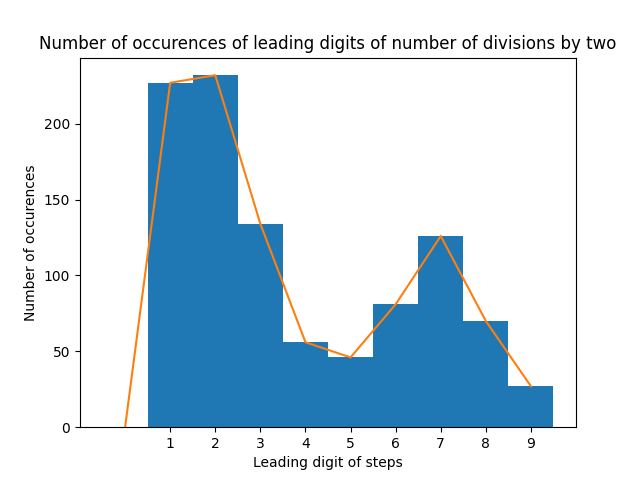 Number of occurences of leading digits of number of divisions by two
200
150
100
50
0
Number of occurences
1 2 3 4 5 6 7 8 9
Leading digit of steps